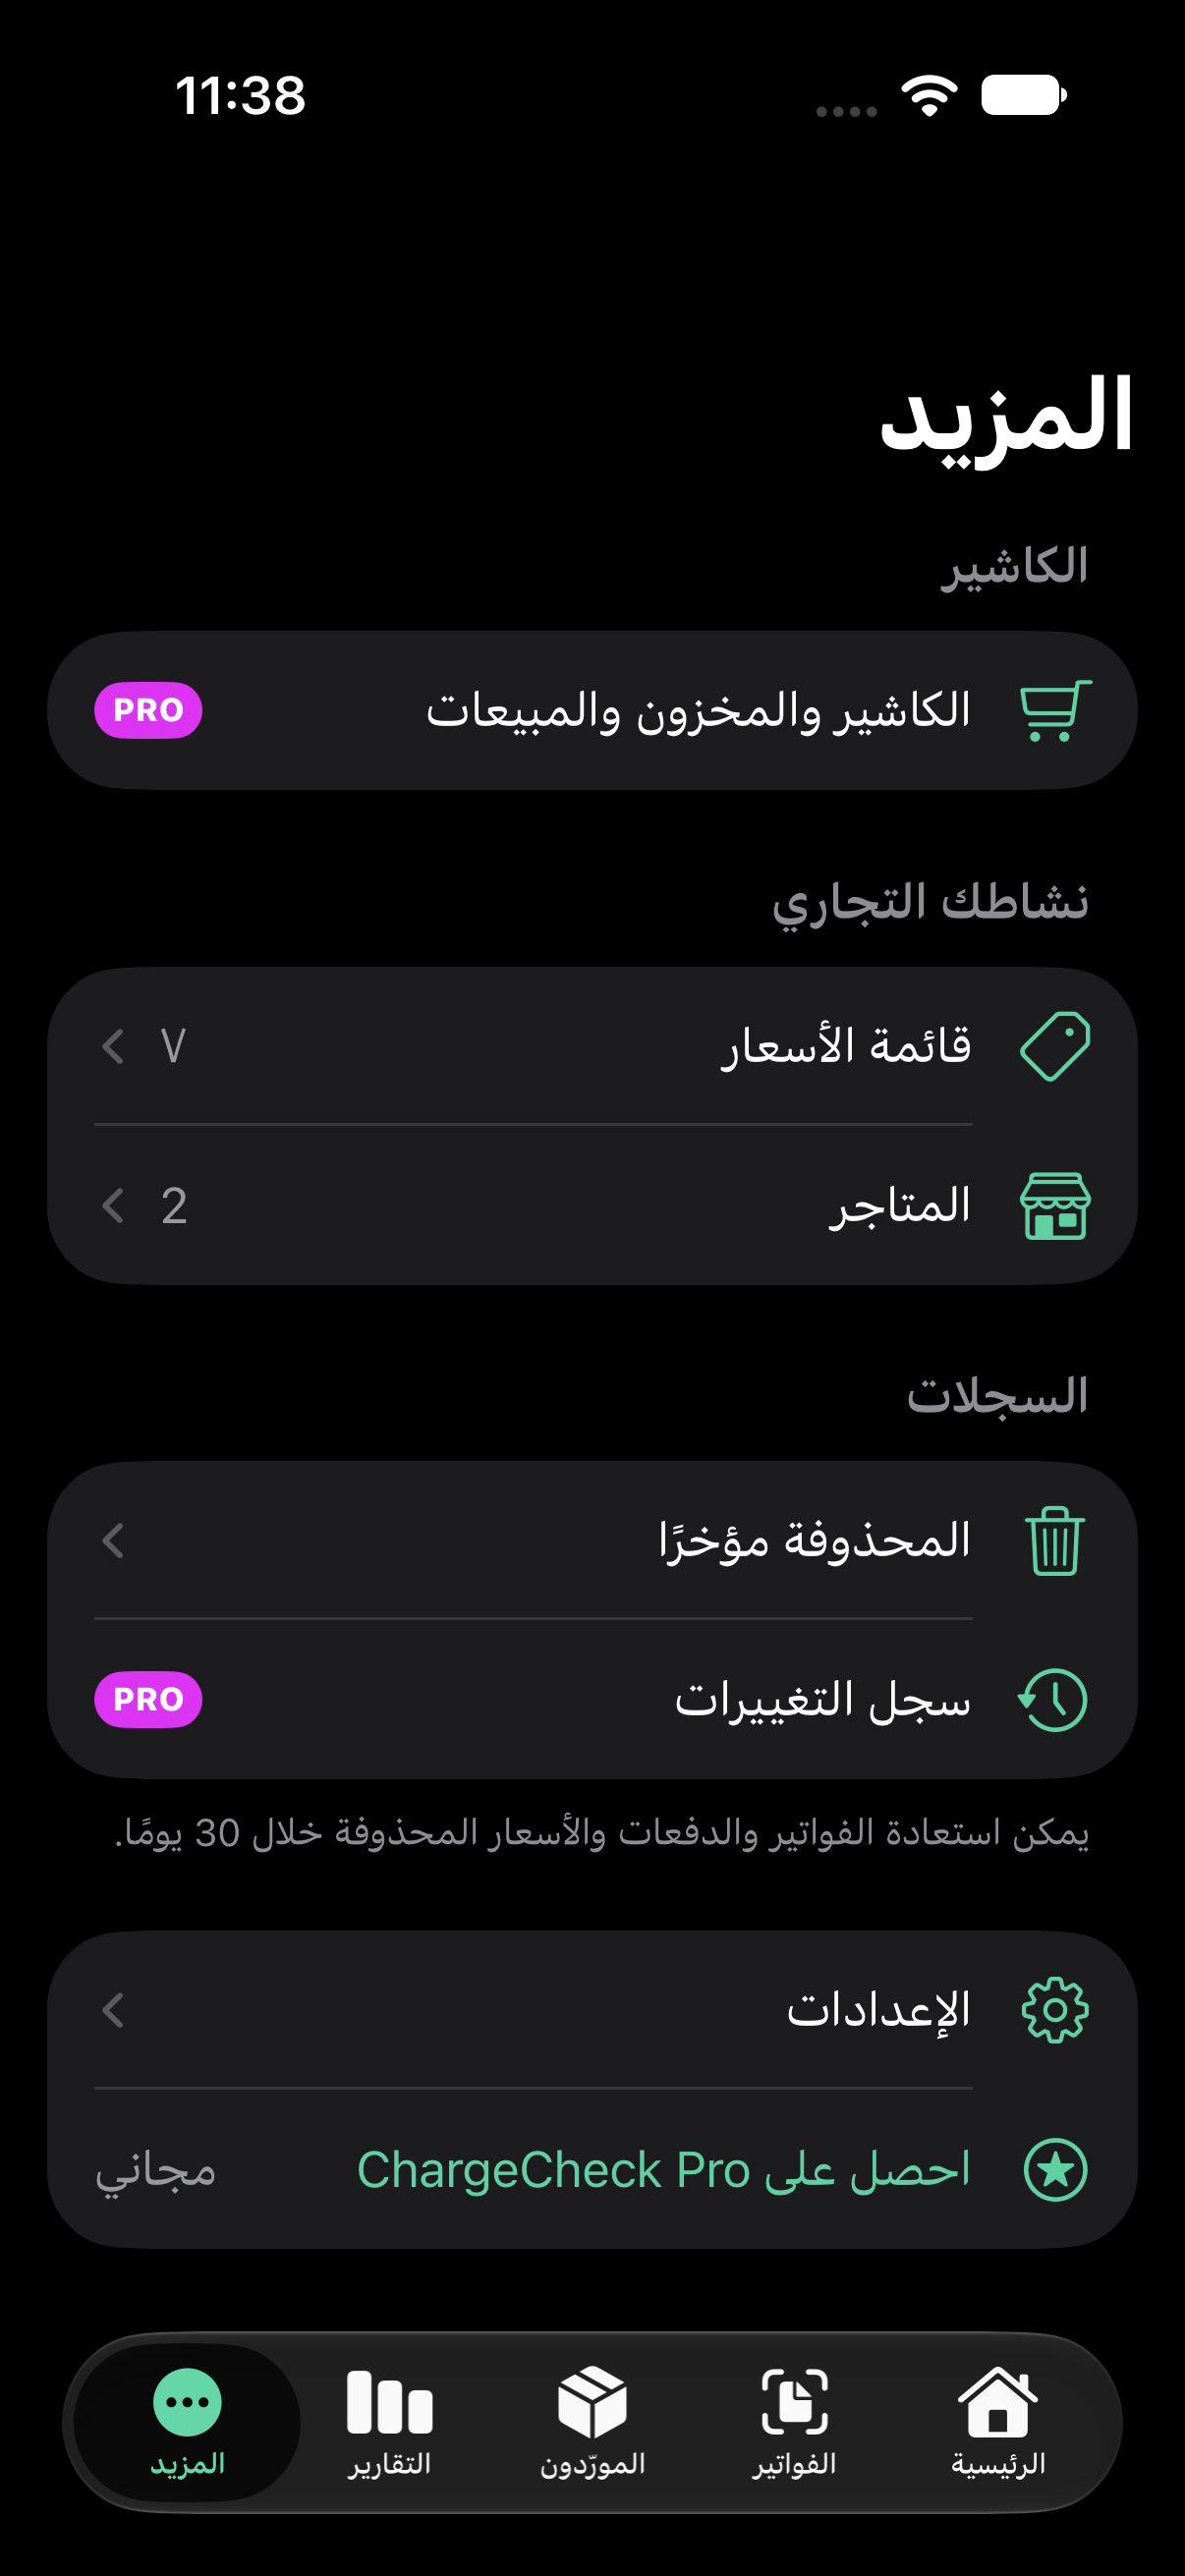 11:38
المزيد
الكاشير
الكاشير والمخزون والمبيعات PRO
نشاطك التجاري
قائمة الأسعار ٧
المتاجر 2
السجلات
المحذوفة مؤخرًا
سجل التغييرات PRO
يمكن استعادة الفواتير والدفعات والأسعار المحذوفة خلال 30 يومًا.
الإعدادات
احصل على ChargeCheck Pro مجاني
الرئيسية الفواتير المورّدون التقارير المزيد